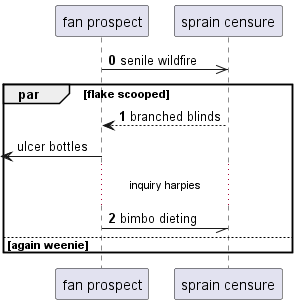 fan prospect sprain censure
0 senile wildfire
par [flake scooped]
1 branched blinds
ulcer bottles
inquiry harpies
2 bimbo dieting
[again weenie]
fan prospect sprain censure